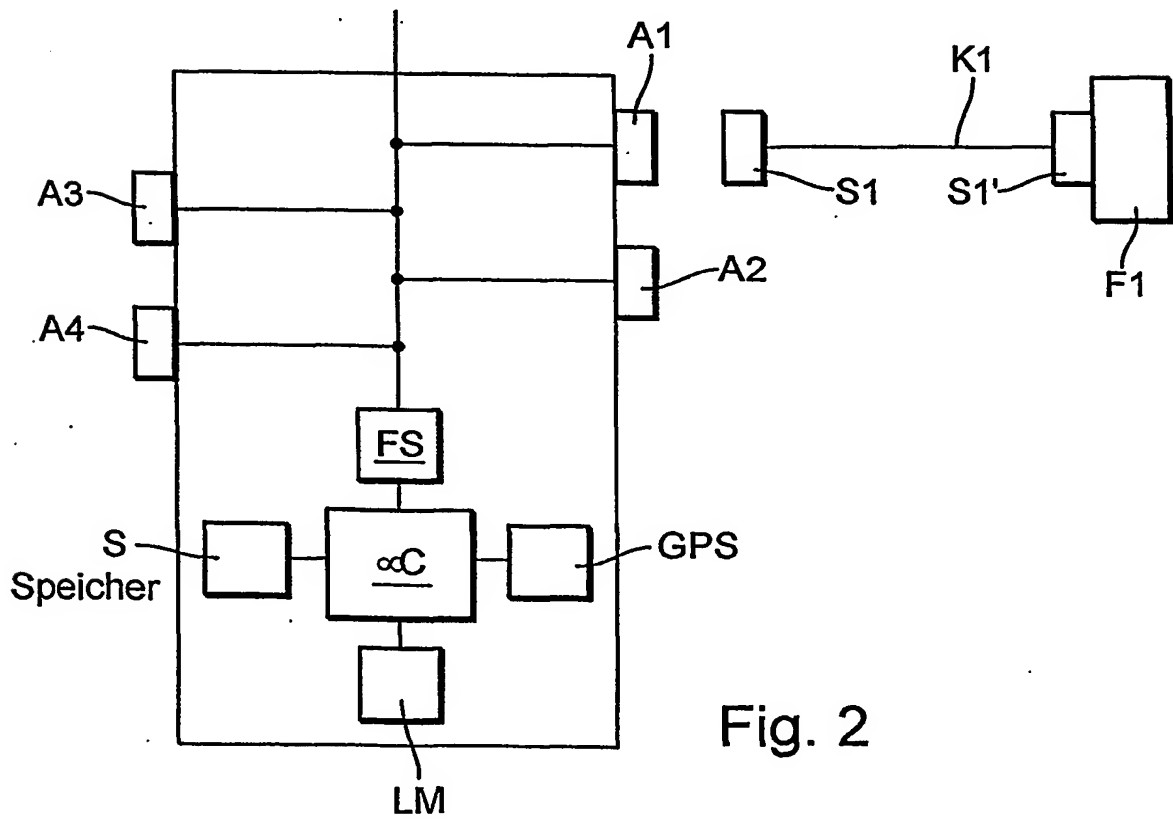 A1
K1
A3
S1
S1'
A2
F1
A4
FS
S
Speicher
∝C
GPS
LM
Fig. 2